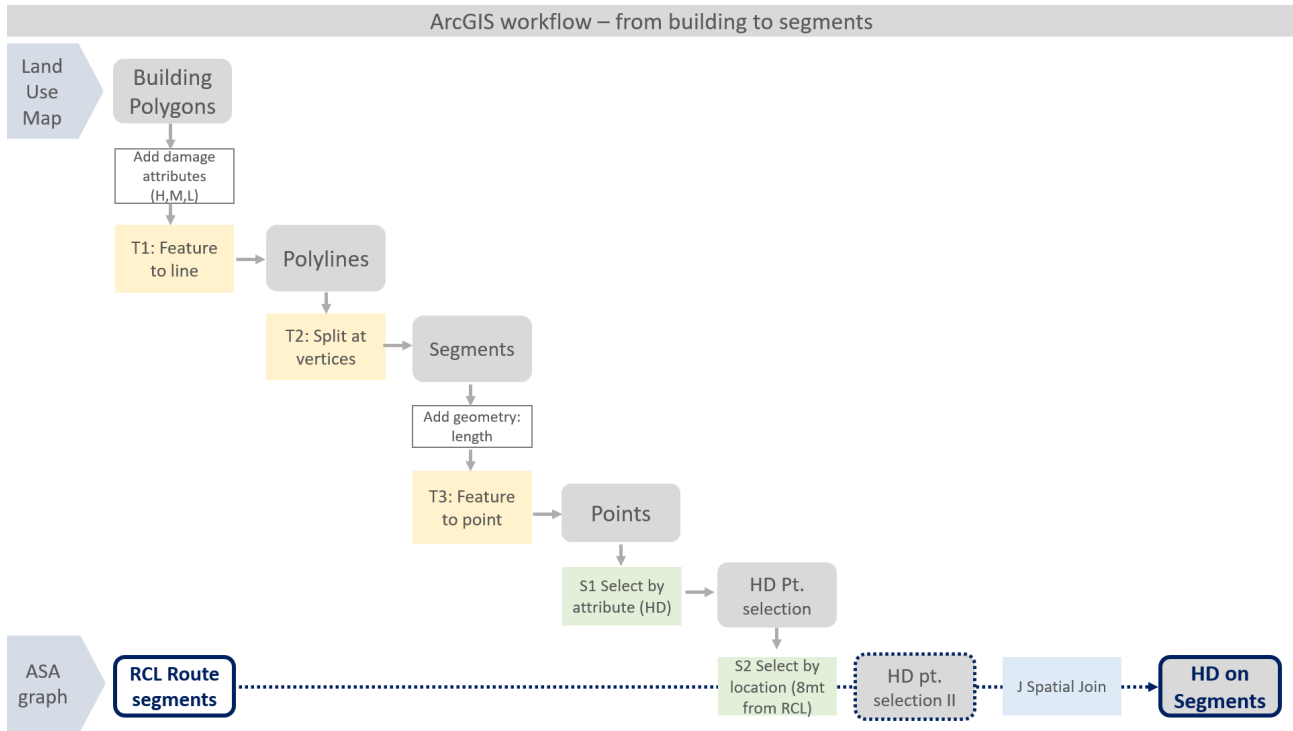 ArcGIS workflow – from building to segments
Land
Use
Map
Building
Polygons
Add damage
attributes
(H,M,L)
T1: Feature
to line
Polylines
T2: Split at
vertices
Segments
Add geometry:
length
T3: Feature
to point
Points
S1 Select by
attribute (HD)
HD Pt.
selection
ASA
graph
RCL Route
segments
S2 Select by
location (8mt
from RCL)
HD pt.
selection II
J Spatial Join
HD on
Segments